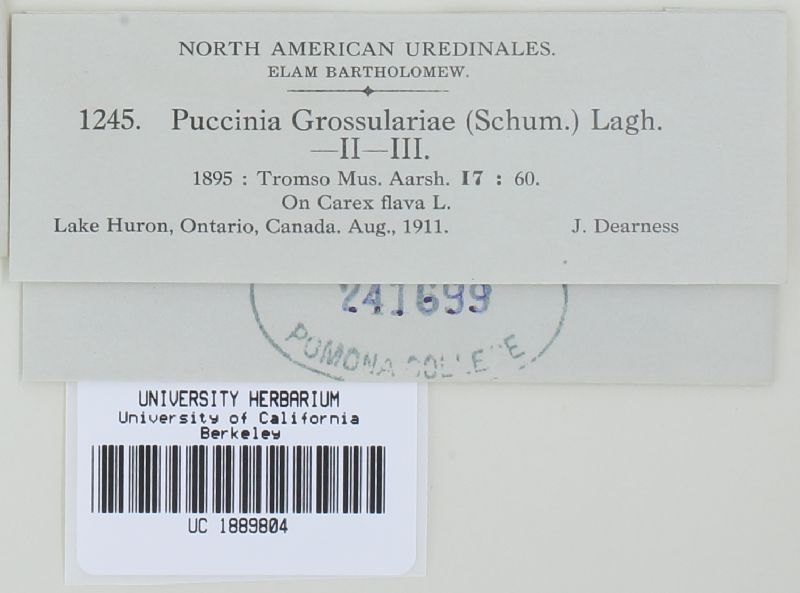 NORTH AMERICAN UREDINALES.
ELAM BARTHOLOMEW.
1245. Puccinia Grossulariae (Schum.) Lagh.
—II—III.
1895 : Tromso Mus. Aarsh. 17 : 60.
On Carex flava L.
Lake Huron, Ontario, Canada. Aug., 1911. J. Dearness
241699
POMONA COLLEGE
UNIVERSITY HERBARIUM
University of California
Berkeley
UC 1889804